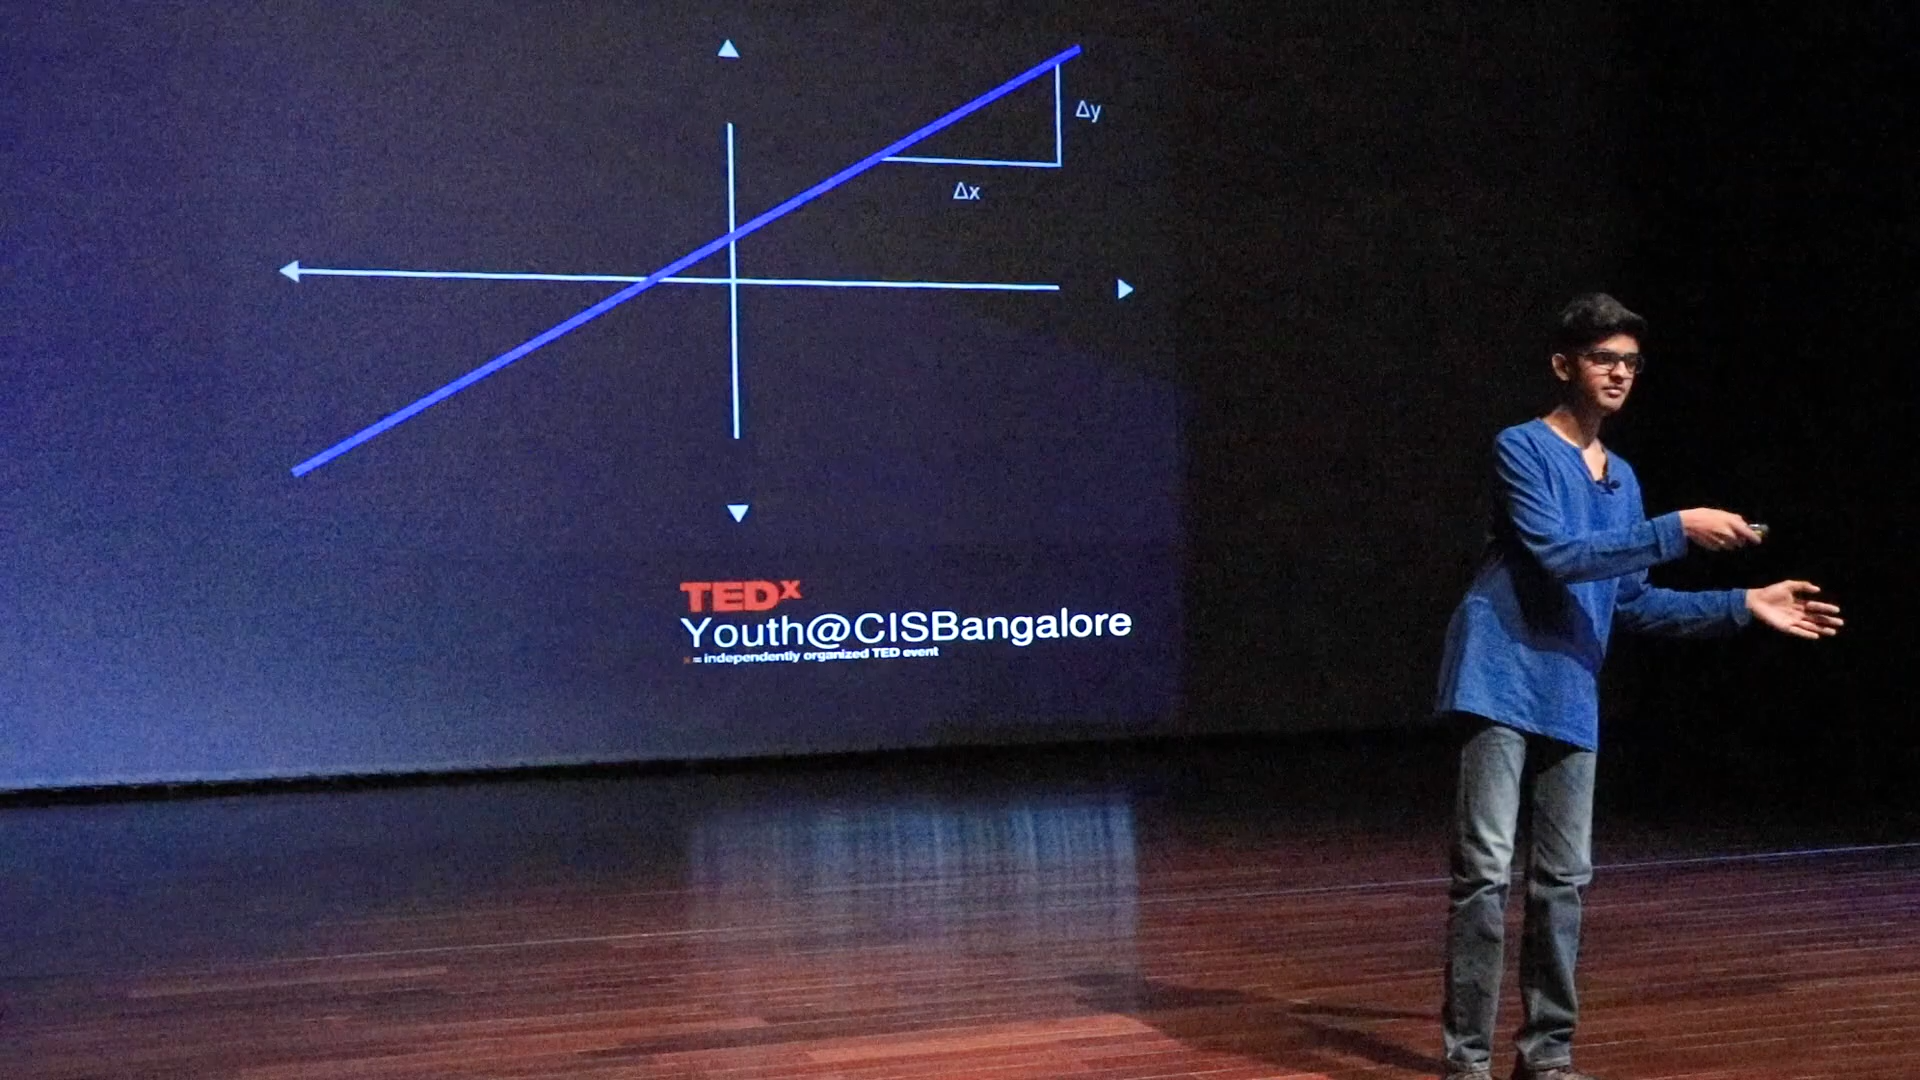 Δy
Δx
TEDx
Youth@CISBangalore
x = independently organized TED event